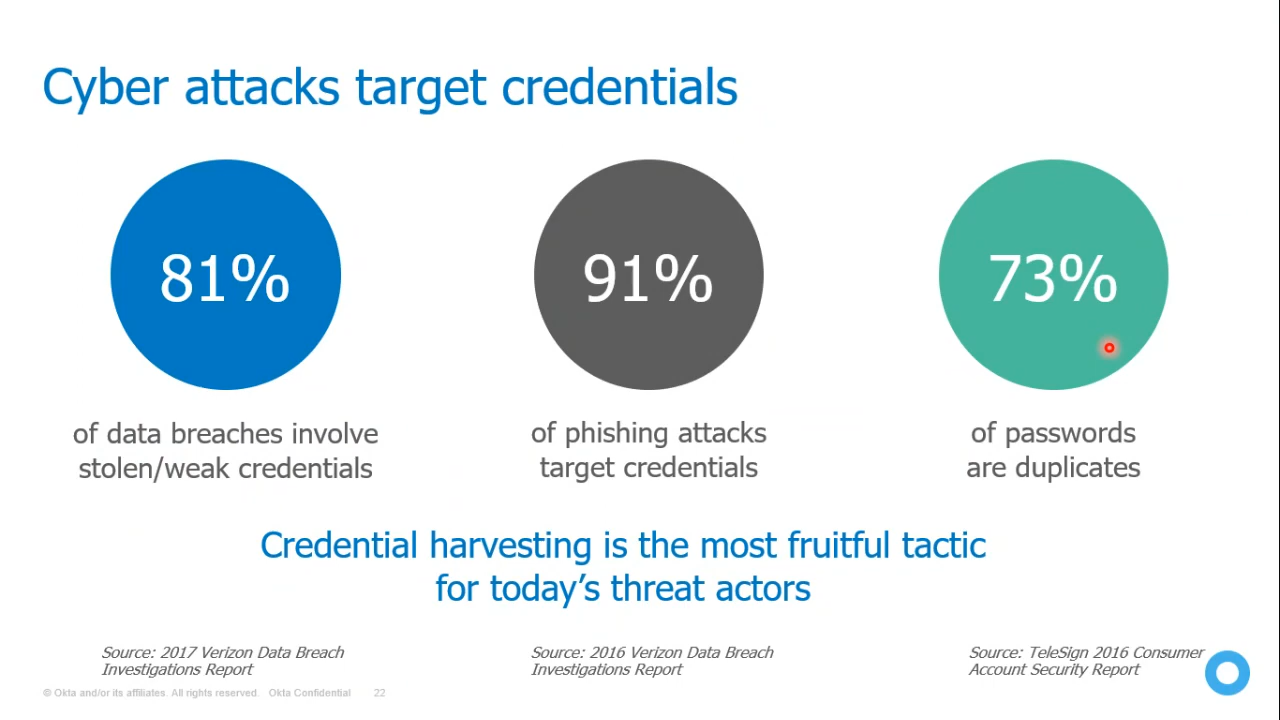 Cyber attacks target credentials
81%
91%
73%
of data breaches involve
stolen/weak credentials
of phishing attacks
target credentials
of passwords
are duplicates
Credential harvesting is the most fruitful tactic
for today’s threat actors
Source: 2017 Verizon Data Breach
Investigations Report
Source: 2016 Verizon Data Breach
Investigations Report
Source: TeleSign 2016 Consumer
Account Security Report
© Okta and/or its affiliates. All rights reserved. Okta Confidential 22